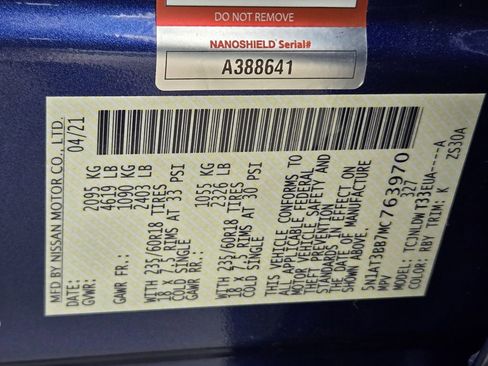 DO NOT REMOVE
NANOSHIELD Serial#
A388641
MFD BY NISSAN MOTOR CO., LTD.
DATE: 04/21
GVWR: 2095 KG
4619 LB
GAWR FR.: 1090 KG
2403 LB
WITH 235/60R18 TIRES
18 X 7.5 RIMS AT 33 PSI
COLD SINGLE
GAWR RR.: 1055 KG
2326 LB
WITH 235/60R18 TIRES
18 X 7.5 RIMS AT 30 PSI
COLD SINGLE
THIS VEHICLE CONFORMS TO
ALL APPLICABLE FEDERAL
MOTOR VEHICLE SAFETY AND
THEFT PREVENTION
STANDARDS IN EFFECT ON
THE DATE OF MANUFACTURE
SHOWN ABOVE.
5N1AT3BB7MC763970
MPV 327
MODEL: TCJNLDWT33EUA----A
COLOR: RBY TRIM: K ZS30A